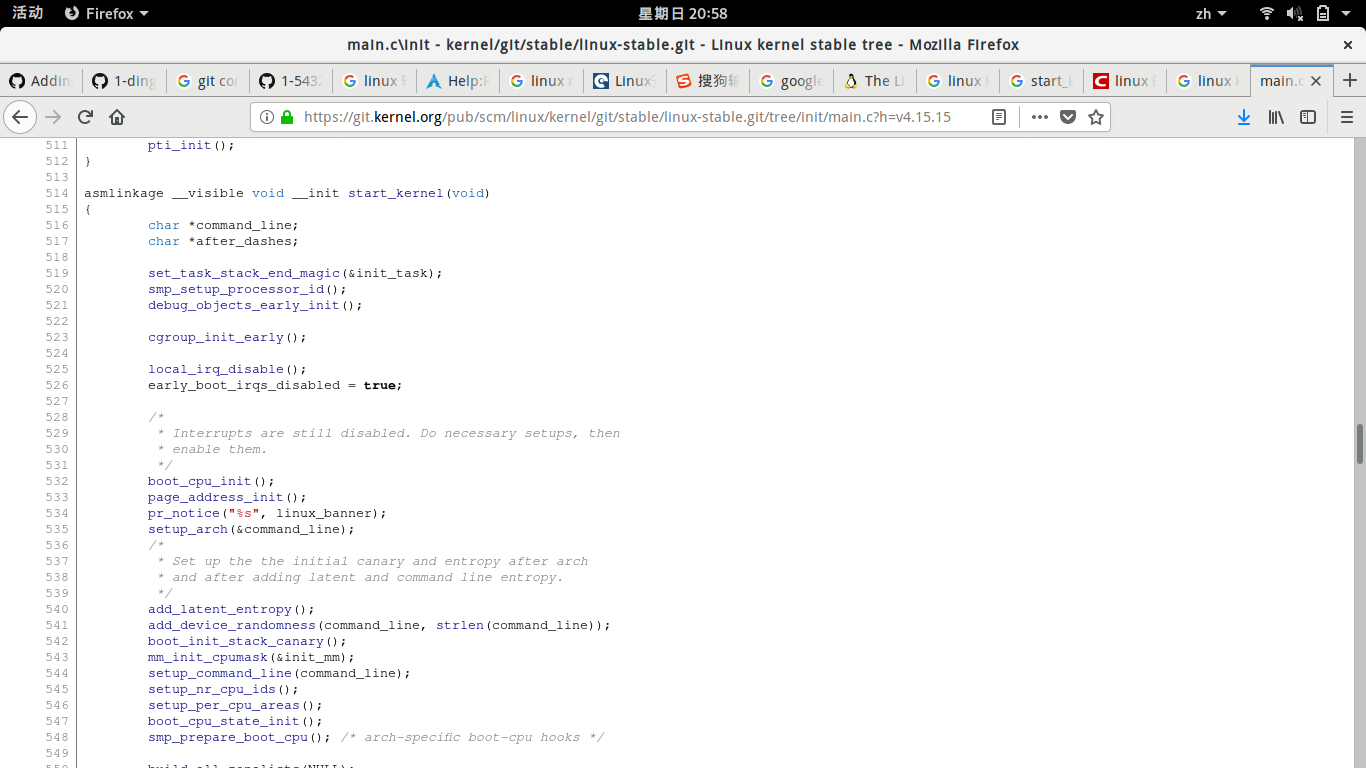 活动 Firefox 星期日 20:58 zh
main.c\init - kernel/git/stable/linux-stable.git - Linux kernel stable tree - Mozilla Firefox
Addin 1-ding git cor 1-543 linux Help: linux Linux 搜狗 google The LI linux start_k linux linux main.c
https://git.kernel.org/pub/scm/linux/kernel/git/stable/linux-stable.git/tree/init/main.c?h=v4.15.15
511 pti_init();
512 }
513
514 asmlinkage __visible void __init start_kernel(void)
515 {
516 char *command_line;
517 char *after_dashes;
518
519 set_task_stack_end_magic(&init_task);
520 smp_setup_processor_id();
521 debug_objects_early_init();
522
523 cgroup_init_early();
524
525 local_irq_disable();
526 early_boot_irqs_disabled = true;
527
528 /*
529 * Interrupts are still disabled. Do necessary setups, then
530 * enable them.
531 */
532 boot_cpu_init();
533 page_address_init();
534 pr_notice("%s", linux_banner);
535 setup_arch(&command_line);
536 /*
537 * Set up the the initial canary and entropy after arch
538 * and after adding latent and command line entropy.
539 */
540 add_latent_entropy();
541 add_device_randomness(command_line, strlen(command_line));
542 boot_init_stack_canary();
543 mm_init_cpumask(&init_mm);
544 setup_command_line(command_line);
545 setup_nr_cpu_ids();
546 setup_per_cpu_areas();
547 boot_cpu_state_init();
548 smp_prepare_boot_cpu(); /* arch-specific boot-cpu hooks */
549